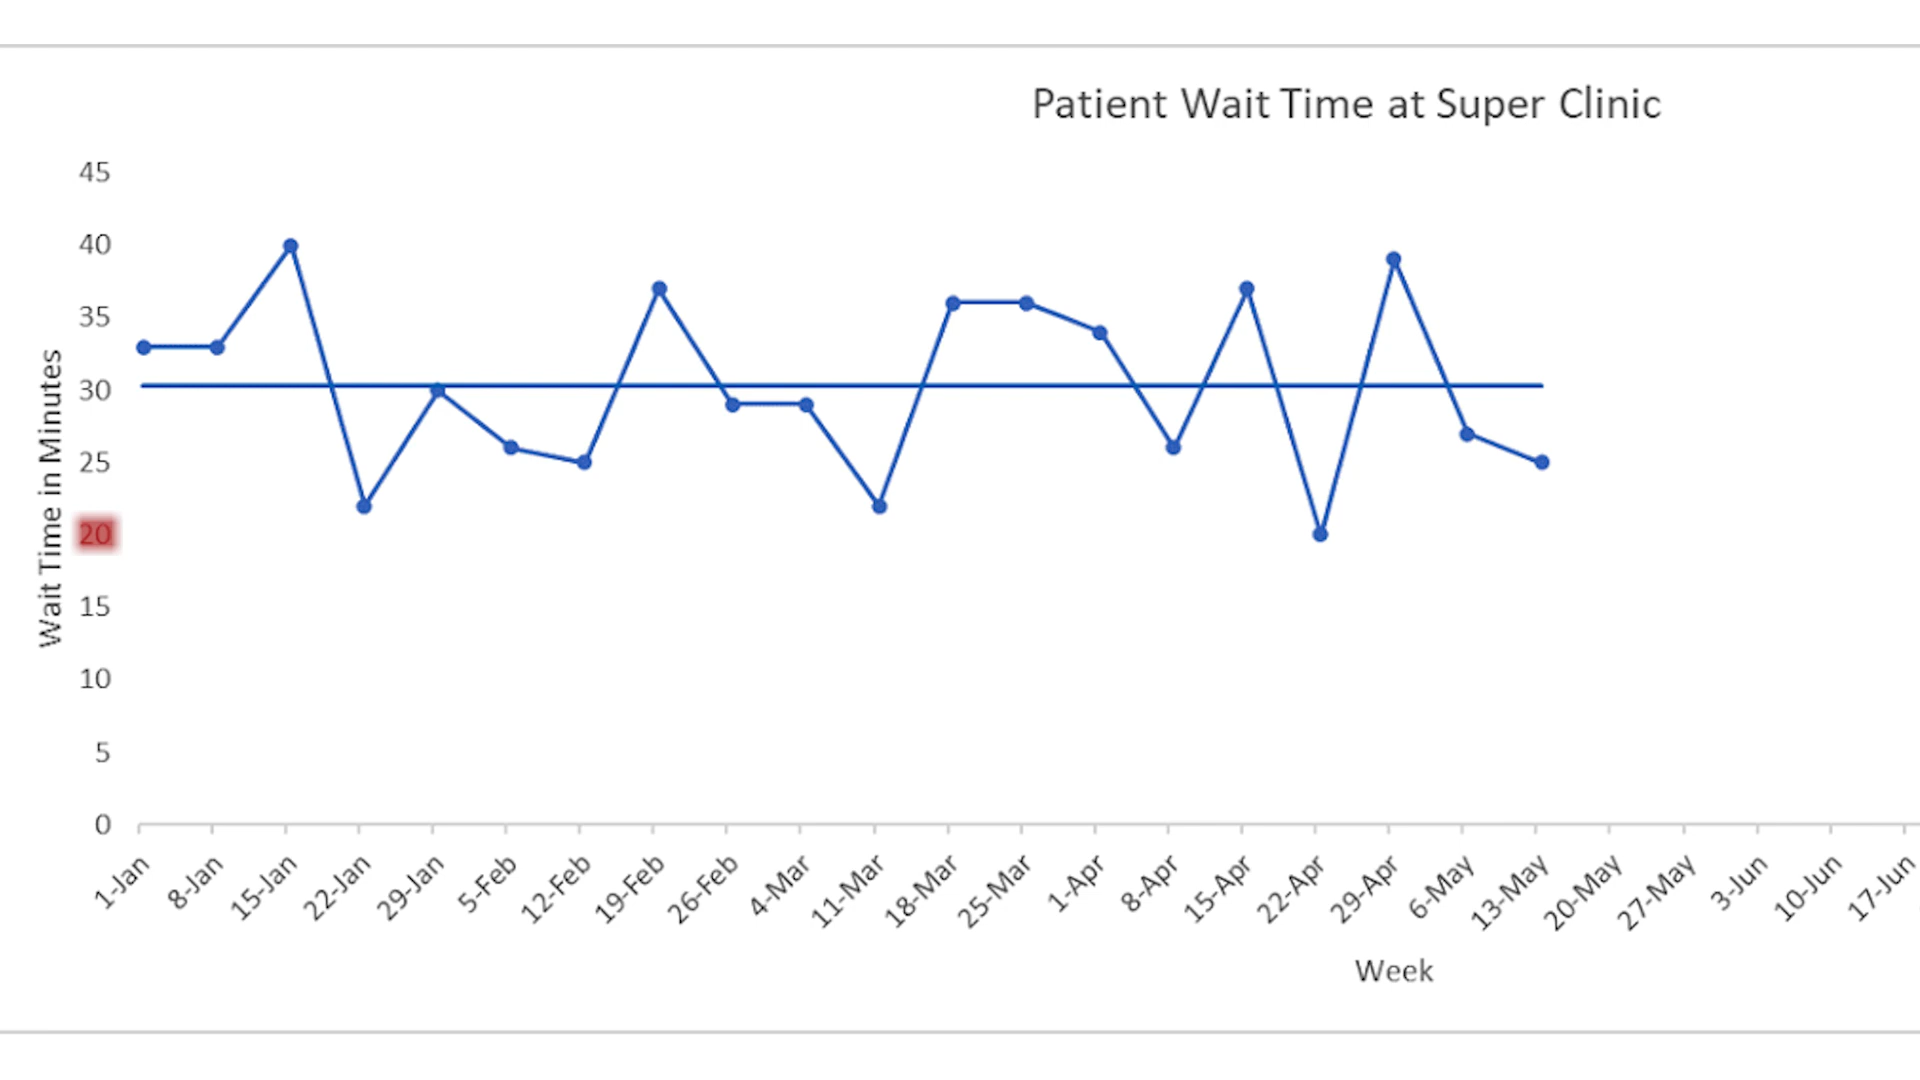 Patient Wait Time at Super Clinic
Wait Time in Minutes
45
40
35
30
25
20
15
10
5
0
1-Jan
8-Jan
15-Jan
22-Jan
29-Jan
5-Feb
12-Feb
19-Feb
26-Feb
4-Mar
11-Mar
18-Mar
25-Mar
1-Apr
8-Apr
15-Apr
22-Apr
29-Apr
6-May
13-May
20-May
27-May
3-Jun
10-Jun
17-Jun
Week